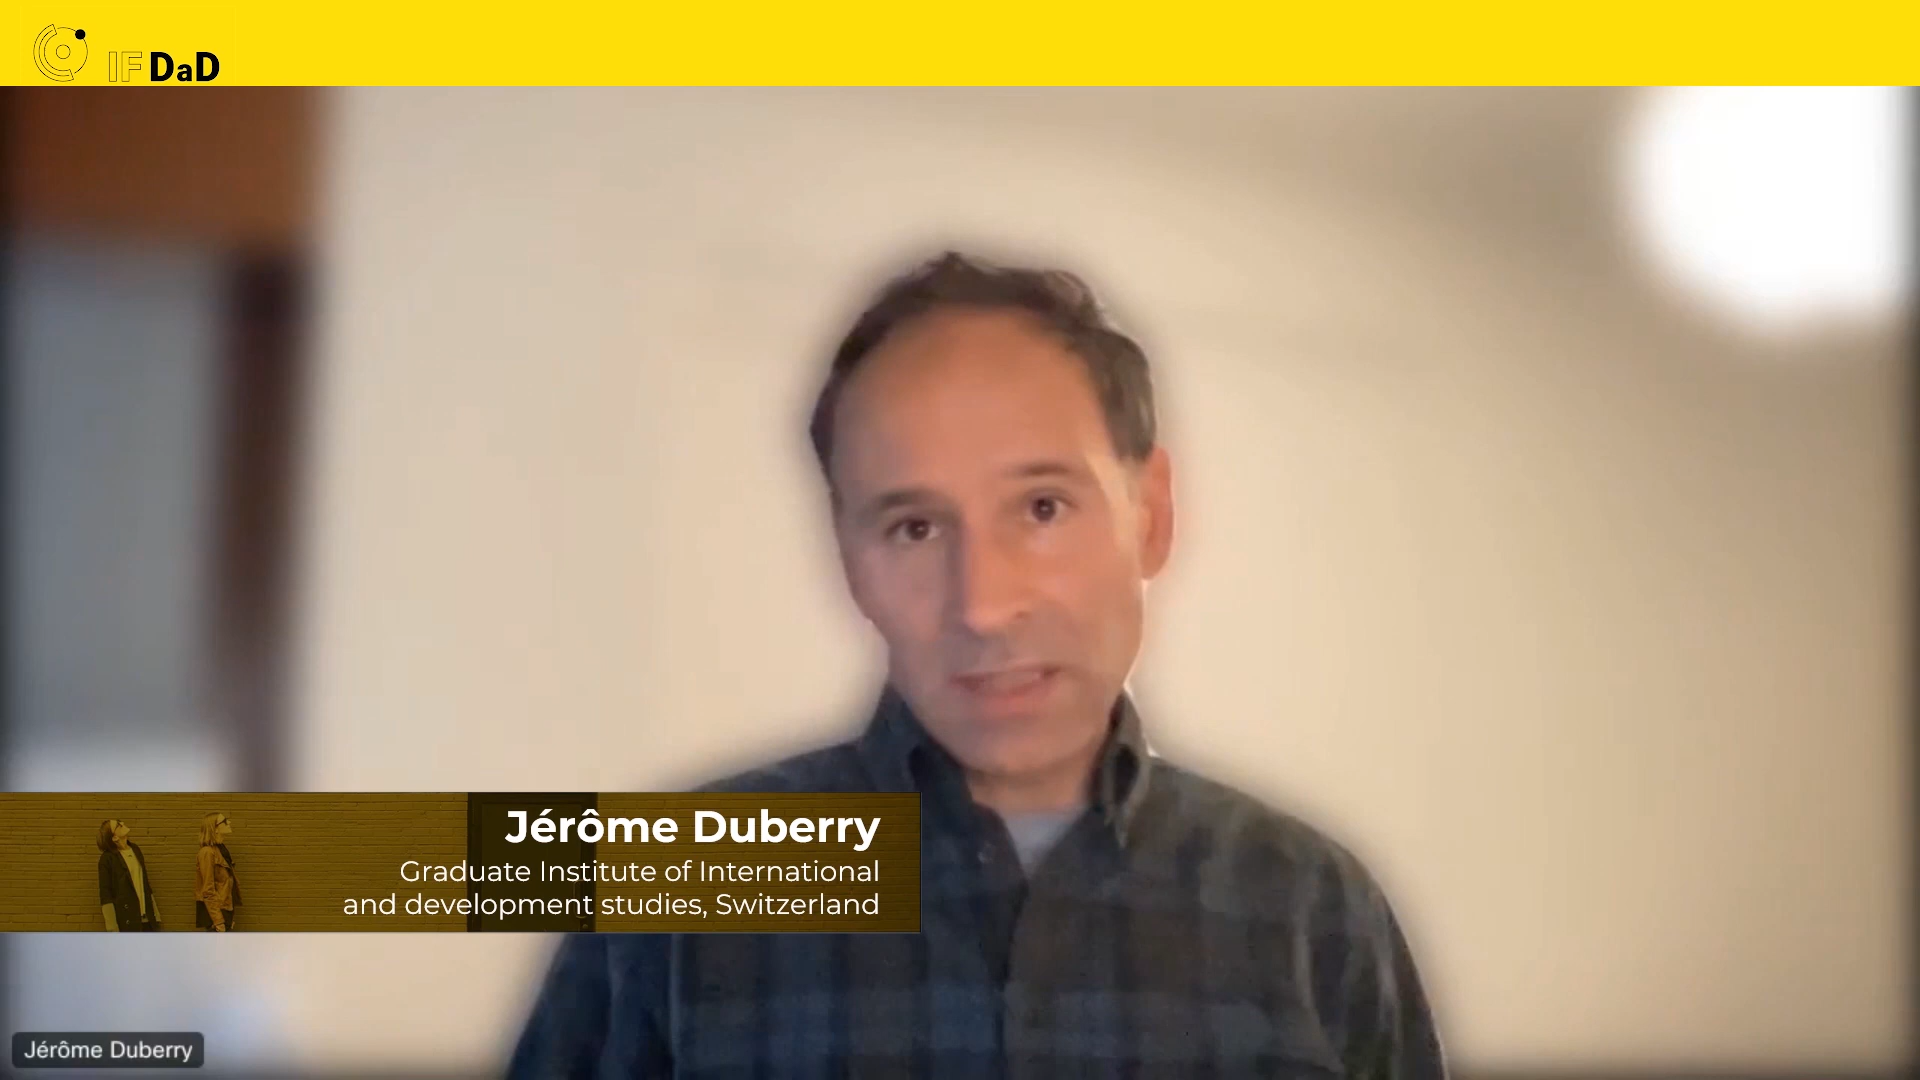 IFDaD
Jérôme Duberry
Graduate Institute of International
and development studies, Switzerland
Jérôme Duberry